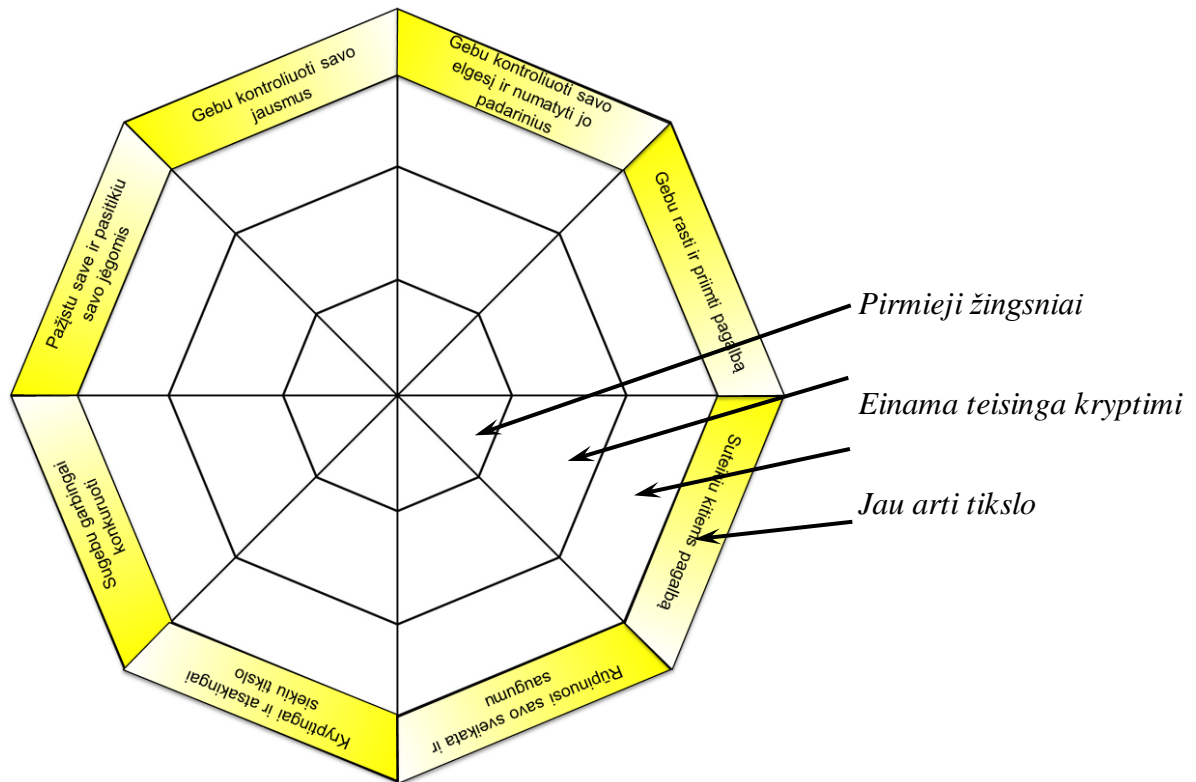 Gebu kontroliuoti savo
jausmus
Gebu kontroliuoti savo
elgesį ir numatyti jo
padarinius
Gebu rasti ir priimti pagalbą
Suteikiu kitiems pagalbą
Rūpinuosi savo sveikata ir
saugumu
Kryptingai ir atsakingai
siekiu tikslo
Sugebu garbingai
konkuruoti
Pažįstu save ir pasitikiu
savo jėgomis
Pirmieji žingsniai
Einama teisinga kryptimi
Jau arti tikslo